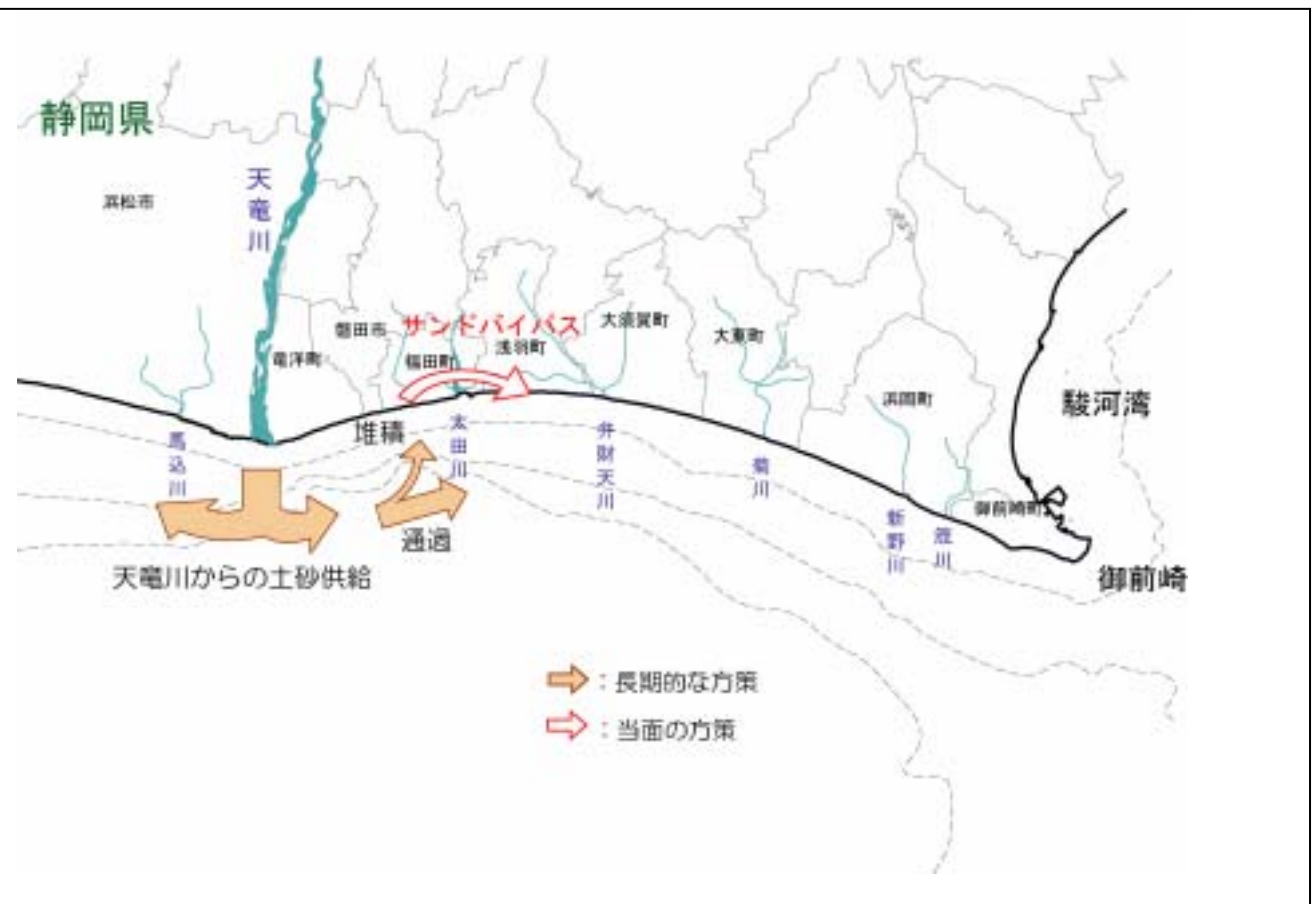 静岡県
天竜川
浜松市
磐田市
サンドバイパス
大須賀町
大東町
竜洋町
福田町
浅羽町
浜岡町
駿河湾
馬込川
堆積
太田川
弁財天川
菊川
新野川
筬川
御前崎町
御前崎
通過
天竜川からの土砂供給
：長期的な方策
：当面の方策